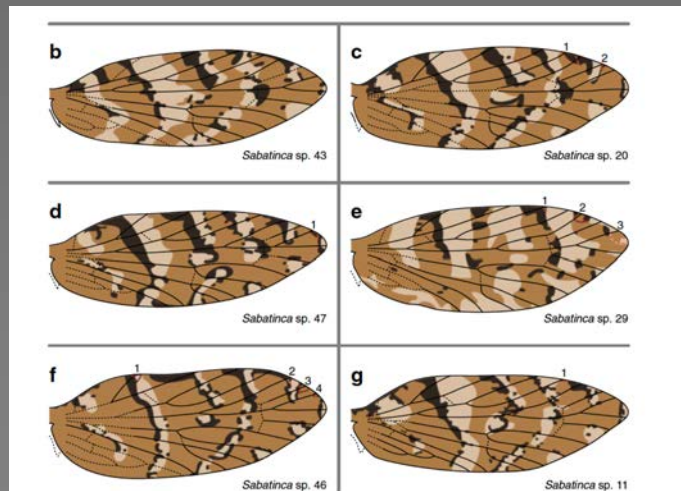 b
Sabatinca sp. 43
c
1
2
Sabatinca sp. 20
d
1
Sabatinca sp. 47
e
1
2
3
Sabatinca sp. 29
f
1
2
3
4
Sabatinca sp. 46
g
1
Sabatinca sp. 11